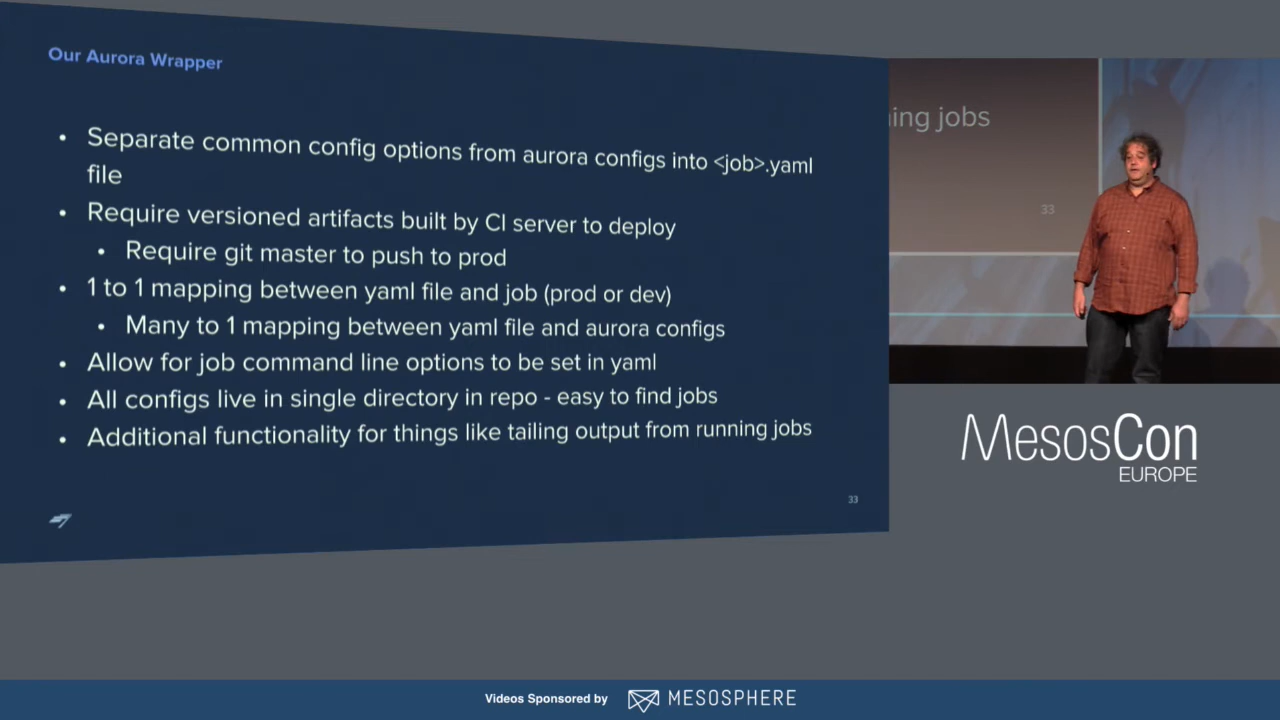 Our Aurora Wrapper
• Separate common config options from aurora configs into <job>.yaml
file
• Require versioned artifacts built by CI server to deploy
• Require git master to push to prod
• 1 to 1 mapping between yaml file and job (prod or dev)
• Many to 1 mapping between yaml file and aurora configs
• Allow for job command line options to be set in yaml
• All configs live in single directory in repo - easy to find jobs
• Additional functionality for things like tailing output from running jobs
33
ing jobs
33
MesosCon
EUROPE
Videos Sponsored by
MESOSPHERE